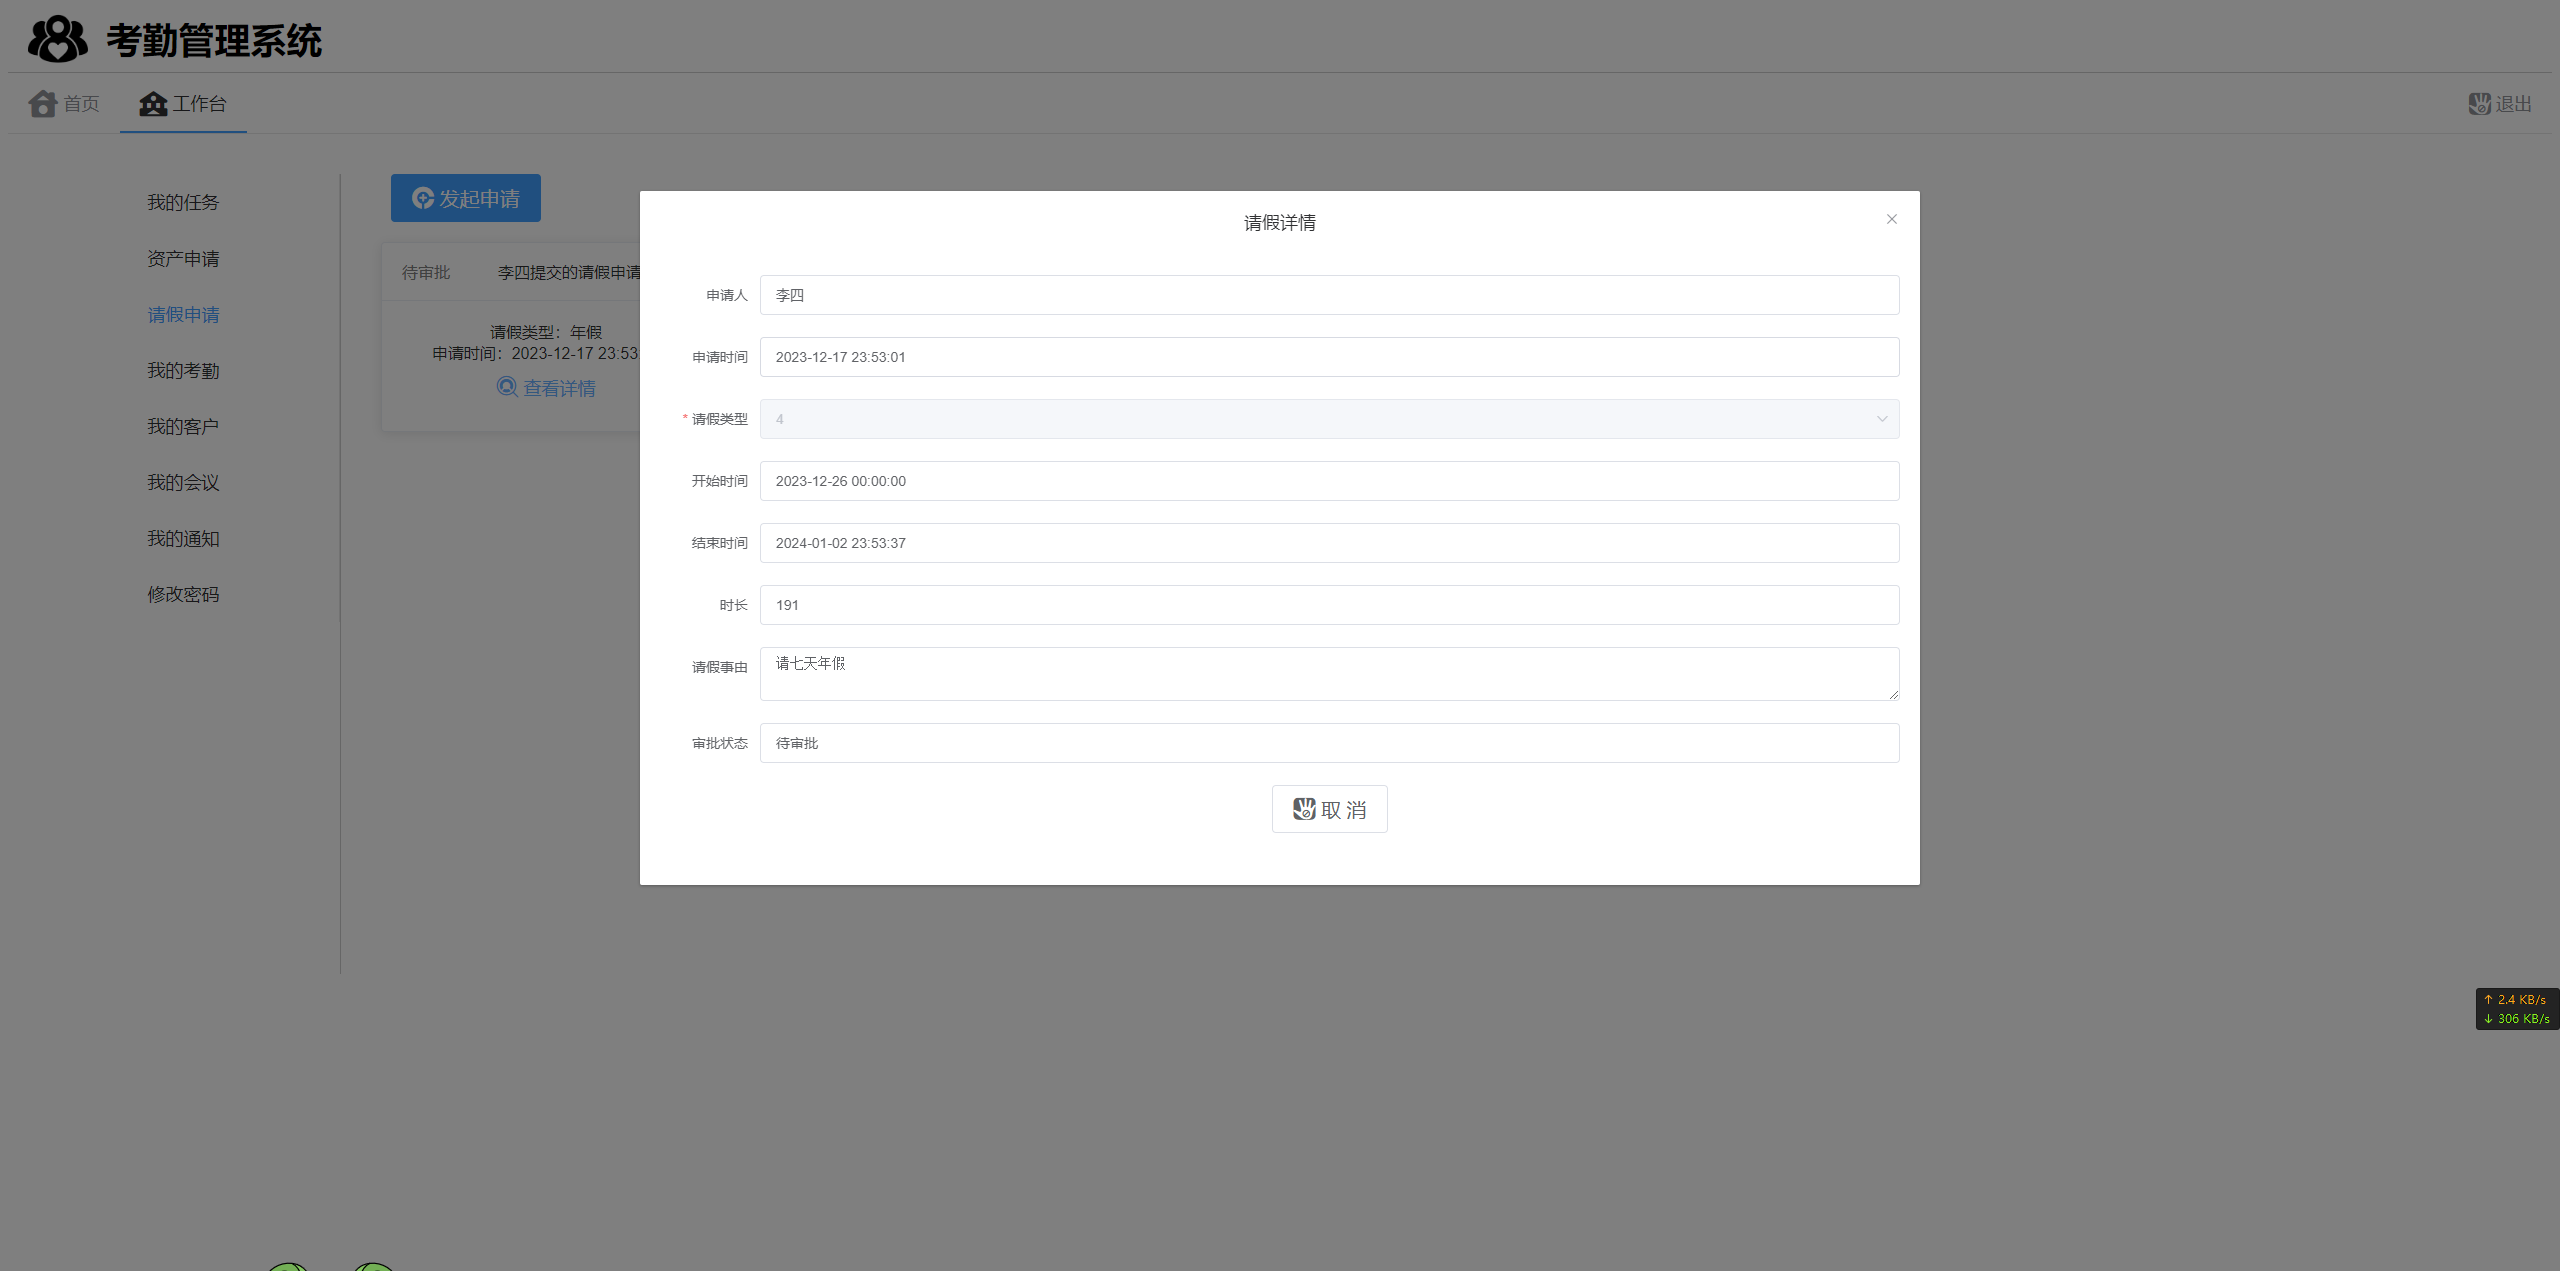 考勤管理系统
首页 工作台 退出
我的任务
资产申请
请假申请
我的考勤
我的客户
我的会议
我的通知
修改密码
发起申请
待审批 李四提交的请假申请
请假类型：年假
申请时间：2023-12-17 23:53:
查看详情
请假详情
申请人 李四
申请时间 2023-12-17 23:53:01
* 请假类型 4
开始时间 2023-12-26 00:00:00
结束时间 2024-01-02 23:53:37
时长 191
请假事由 请七天年假
审批状态 待审批
取 消
↑ 2.4 KB/s
↓ 306 KB/s